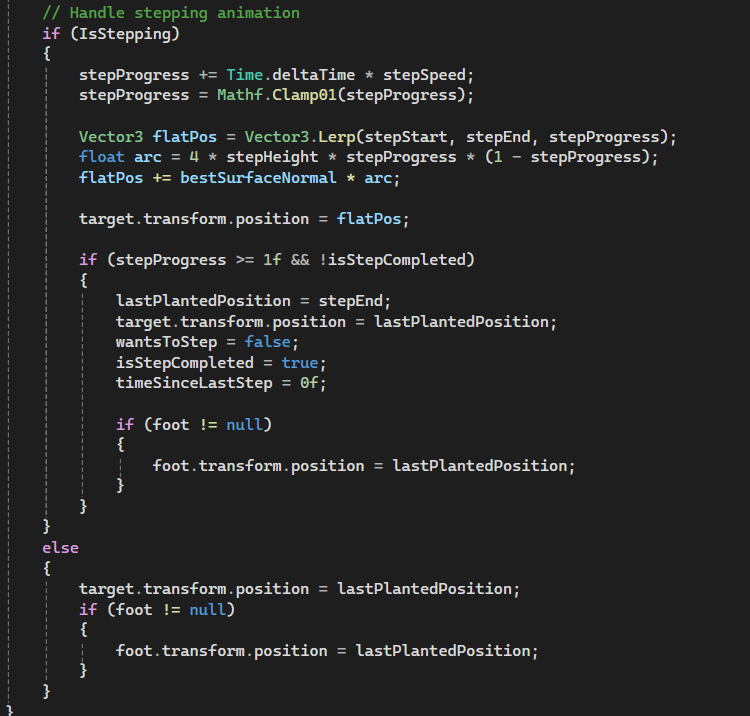 // Handle stepping animation
if (IsStepping)
{
stepProgress += Time.deltaTime * stepSpeed;
stepProgress = Mathf.Clamp01(stepProgress);
Vector3 flatPos = Vector3.Lerp(stepStart, stepEnd, stepProgress);
float arc = 4 * stepHeight * stepProgress * (1 - stepProgress);
flatPos += bestSurfaceNormal * arc;
target.transform.position = flatPos;
if (stepProgress >= 1f && !isStepCompleted)
{
lastPlantedPosition = stepEnd;
target.transform.position = lastPlantedPosition;
wantsToStep = false;
isStepCompleted = true;
timeSinceLastStep = 0f;
if (foot != null)
{
foot.transform.position = lastPlantedPosition;
}
}
}
else
{
target.transform.position = lastPlantedPosition;
if (foot != null)
{
foot.transform.position = lastPlantedPosition;
}
}
}